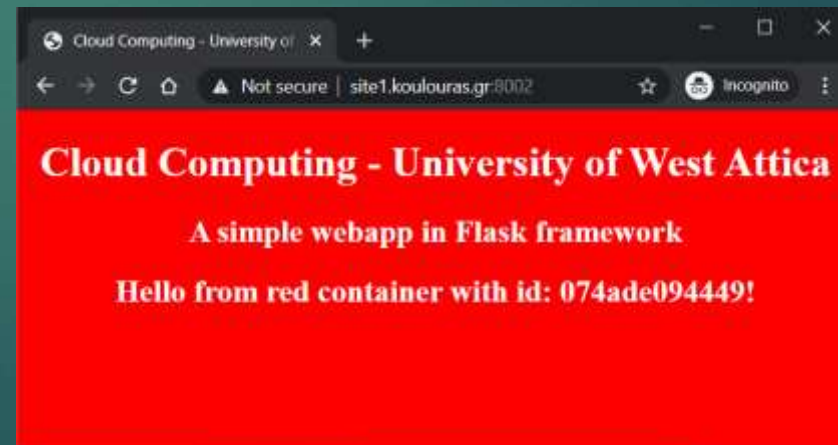 Cloud Computing - University of
Not secure | site1.koulouras.gr:8002
Incognito
Cloud Computing - University of West Attica
A simple webapp in Flask framework
Hello from red container with id: 074ade094449!